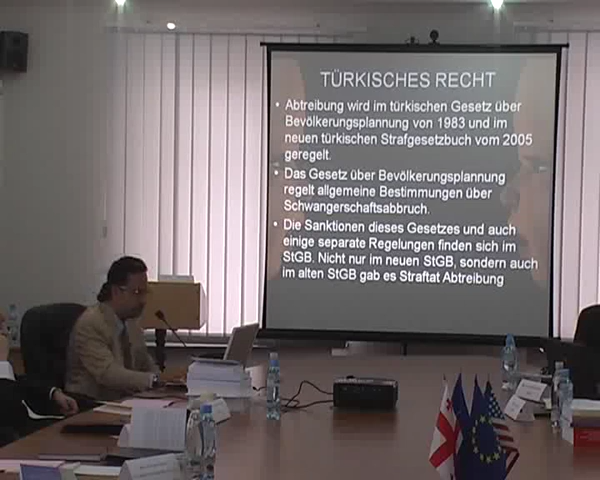 TÜRKISCHES RECHT
• Abtreibung wird im türkischen Gesetz über
Bevölkerungsplannung von 1983 und im
neuen türkischen Strafgesetzbuch vom 2005
geregelt.
• Das Gesetz über Bevölkerungsplannung
regelt allgemeine Bestimmungen über
Schwangerschaftsabbruch.
• Die Sanktionen dieses Gesetzes und auch
einige separate Regelungen finden sich im
StGB. Nicht nur im neuen StGB, sondern auch
im alten StGB gab es Straftat Abtreibung